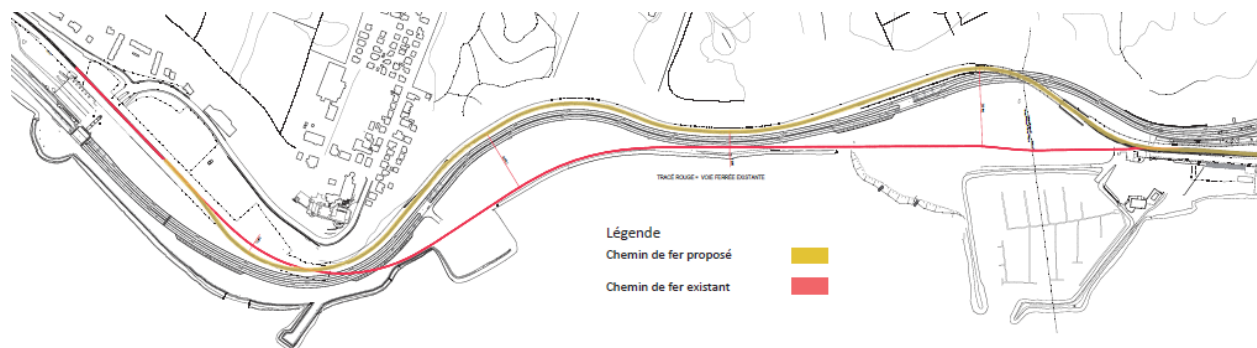 TRACÉ ROUGE= VOIE FERRÉE EXISTANTE
Légende
Chemin de fer proposé
Chemin de fer existant